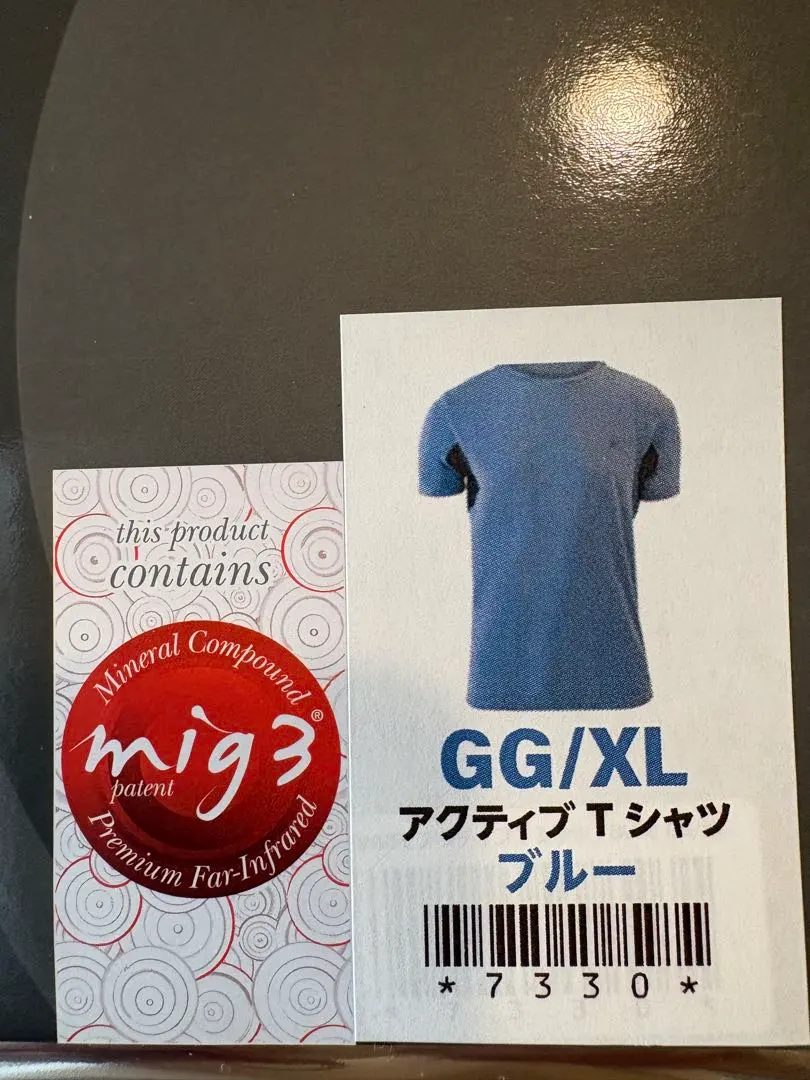 this product
contains
Mineral Compound
mig3®
patent
Premium Far-Infrared
GG/XL
アクティブ T シャツ
ブルー
*7330*